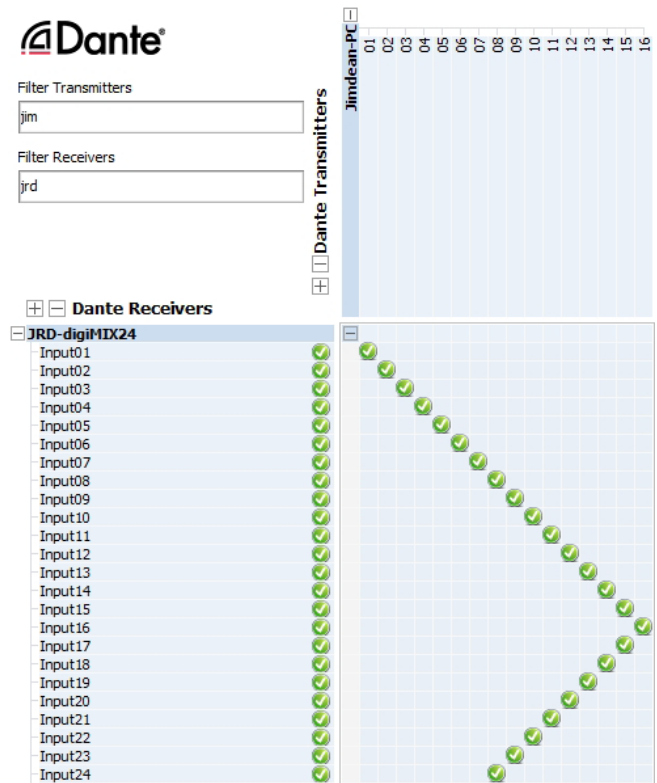 Dante®
Filter Transmitters
jim
Filter Receivers
jrd
Dante Transmitters
Jimdean-PC
01 02 03 04 05 06 07 08 09 10 11 12 13 14 15 16
Dante Receivers
JRD-digiMIX24
Input01
Input02
Input03
Input04
Input05
Input06
Input07
Input08
Input09
Input10
Input11
Input12
Input13
Input14
Input15
Input16
Input17
Input18
Input19
Input20
Input21
Input22
Input23
Input24